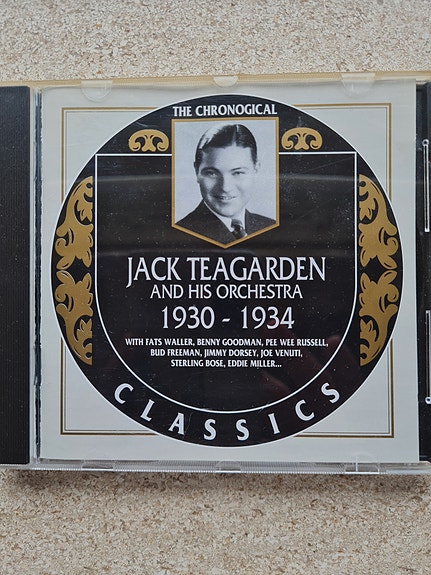 THE CHRONOGICAL
JACK TEAGARDEN
AND HIS ORCHESTRA
1930 - 1934
WITH FATS WALLER, BENNY GOODMAN, PEE WEE RUSSELL,
BUD FREEMAN, JIMMY DORSEY, JOE VENUTI,
STERLING BOSE, EDDIE MILLER...
CLASSICS